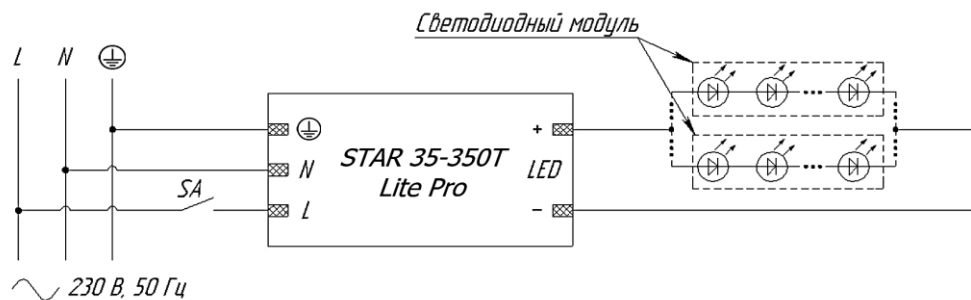 Светодиодный модуль
L N
STAR 35-350T
Lite Pro
N
L
SA
+
LED
−
230 В, 50 Гц